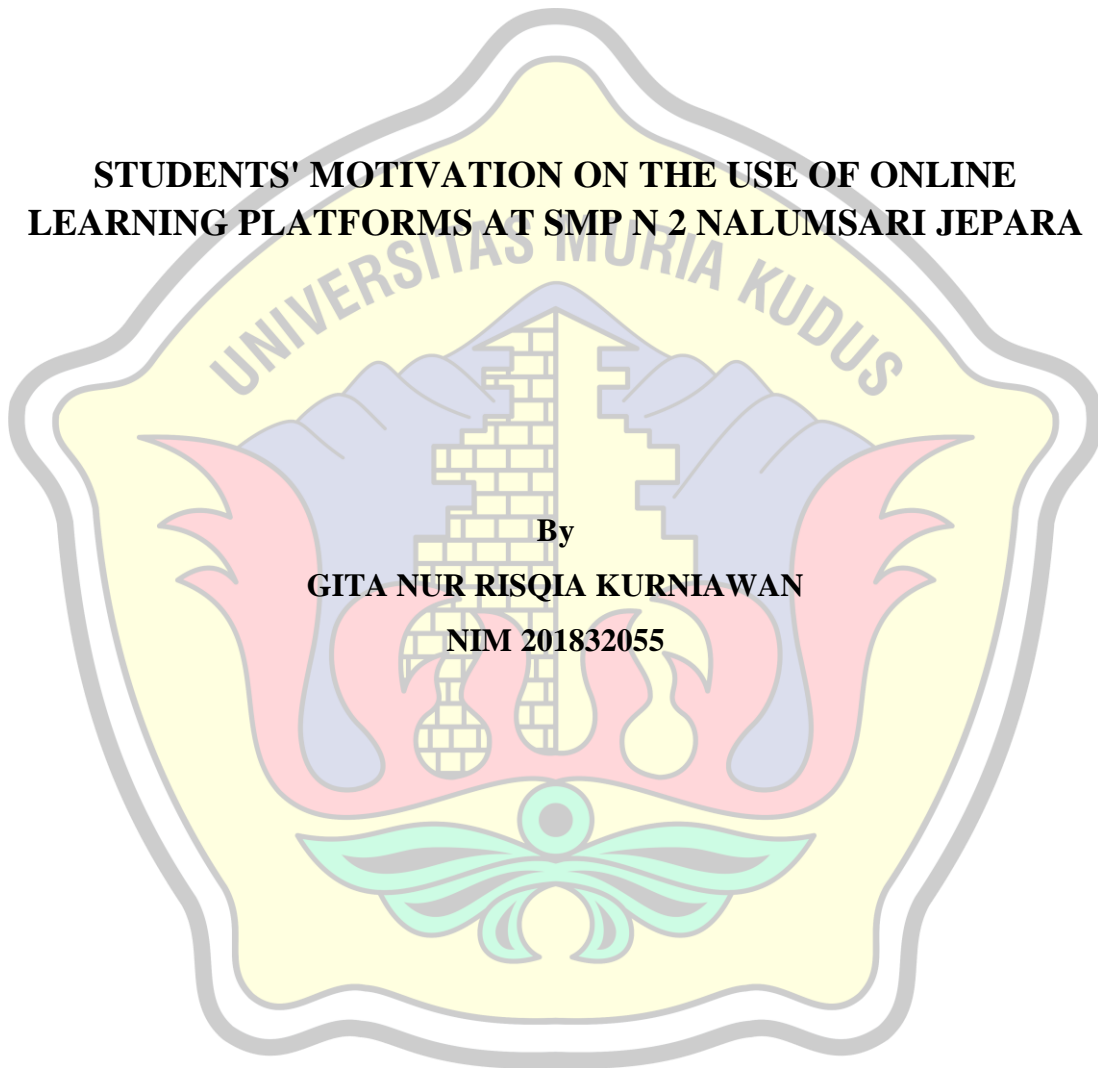 STUDENTS' MOTIVATION ON THE USE OF ONLINE
LEARNING PLATFORMS AT SMP N 2 NALUMSARI JEPARA
UNIVERSITAS MURIA KUDUS
By
GITA NUR RISQIA KURNIAWAN
NIM 201832055